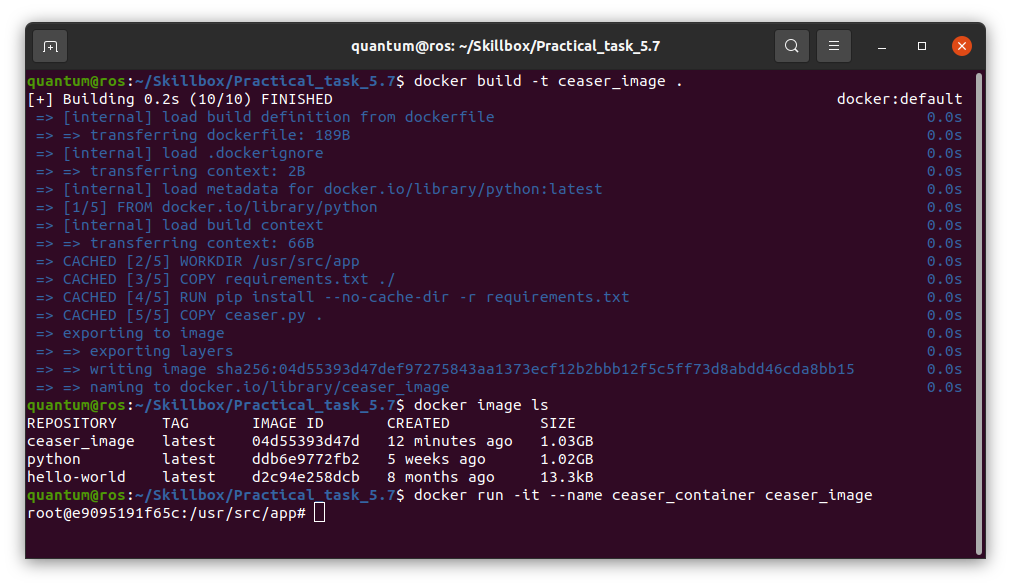 quantum@ros: ~/Skillbox/Practical_task_5.7
quantum@ros:~/Skillbox/Practical_task_5.7$ docker build -t ceaser_image .
[+] Building 0.2s (10/10) FINISHED docker:default
=> [internal] load build definition from dockerfile 0.0s
=> => transferring dockerfile: 189B 0.0s
=> [internal] load .dockerignore 0.0s
=> => transferring context: 2B 0.0s
=> [internal] load metadata for docker.io/library/python:latest 0.0s
=> [1/5] FROM docker.io/library/python 0.0s
=> [internal] load build context 0.0s
=> => transferring context: 66B 0.0s
=> CACHED [2/5] WORKDIR /usr/src/app 0.0s
=> CACHED [3/5] COPY requirements.txt ./ 0.0s
=> CACHED [4/5] RUN pip install --no-cache-dir -r requirements.txt 0.0s
=> CACHED [5/5] COPY ceaser.py . 0.0s
=> exporting to image 0.0s
=> => exporting layers 0.0s
=> => writing image sha256:04d55393d47def97275843aa1373ecf12b2bbb12f5c5ff73d8abdd46cda8bb15 0.0s
=> => naming to docker.io/library/ceaser_image 0.0s
quantum@ros:~/Skillbox/Practical_task_5.7$ docker image ls
REPOSITORY TAG IMAGE ID CREATED SIZE
ceaser_image latest 04d55393d47d 12 minutes ago 1.03GB
python latest ddb6e9772fb2 5 weeks ago 1.02GB
hello-world latest d2c94e258dcb 8 months ago 13.3kB
quantum@ros:~/Skillbox/Practical_task_5.7$ docker run -it --name ceaser_container ceaser_image
root@e9095191f65c:/usr/src/app#